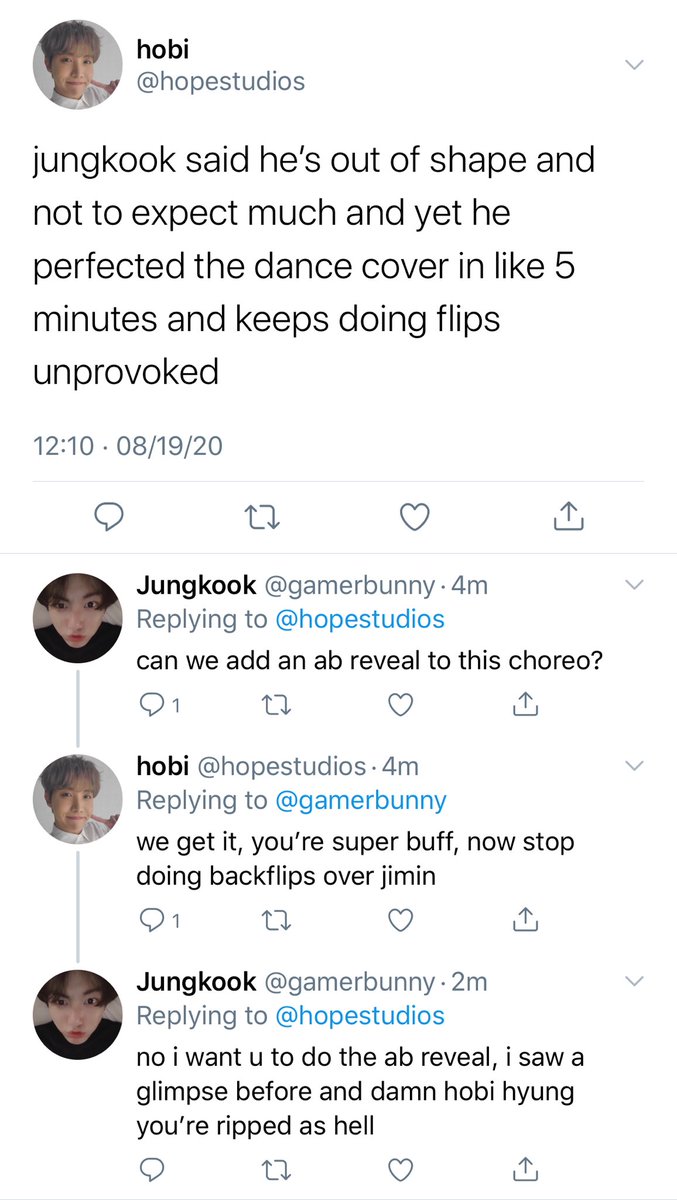 hobi
@hopestudios
jungkook said he's out of shape and
not to expect much and yet he
perfected the dance cover in like 5
minutes and keeps doing flips
unprovoked
12:10 · 08/19/20
Jungkook @gamerbunny · 4m
Replying to @hopestudios
can we add an ab reveal to this choreo?
1
hobi @hopestudios · 4m
Replying to @gamerbunny
we get it, you're super buff, now stop
doing backflips over jimin
1
Jungkook @gamerbunny · 2m
Replying to @hopestudios
no i want u to do the ab reveal, i saw a
glimpse before and damn hobi hyung
you're ripped as hell